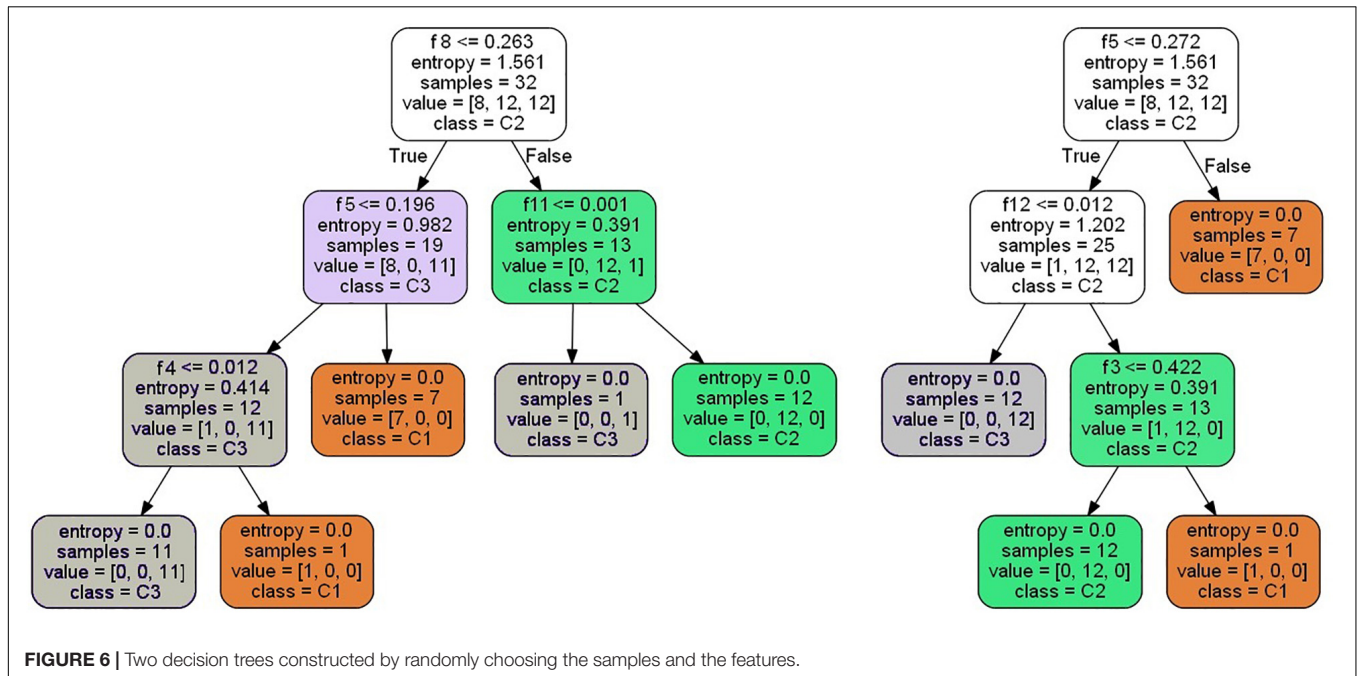 f8 <= 0.263
entropy = 1.561
samples = 32
value = [8, 12, 12]
class = C2
True
False
f5 <= 0.196
entropy = 0.982
samples = 19
value = [8, 0, 11]
class = C3
f11 <= 0.001
entropy = 0.391
samples = 13
value = [0, 12, 1]
class = C2
f4 <= 0.012
entropy = 0.414
samples = 12
value = [1, 0, 11]
class = C3
entropy = 0.0
samples = 7
value = [7, 0, 0]
class = C1
entropy = 0.0
samples = 1
value = [0, 0, 1]
class = C3
entropy = 0.0
samples = 12
value = [0, 12, 0]
class = C2
entropy = 0.0
samples = 11
value = [0, 0, 11]
class = C3
entropy = 0.0
samples = 1
value = [1, 0, 0]
class = C1
f5 <= 0.272
entropy = 1.561
samples = 32
value = [8, 12, 12]
class = C2
True
False
f12 <= 0.012
entropy = 1.202
samples = 25
value = [1, 12, 12]
class = C2
entropy = 0.0
samples = 7
value = [7, 0, 0]
class = C1
entropy = 0.0
samples = 12
value = [0, 0, 12]
class = C3
f3 <= 0.422
entropy = 0.391
samples = 13
value = [1, 12, 0]
class = C2
entropy = 0.0
samples = 12
value = [0, 12, 0]
class = C2
entropy = 0.0
samples = 1
value = [1, 0, 0]
class = C1
FIGURE 6 | Two decision trees constructed by randomly choosing the samples and the features.